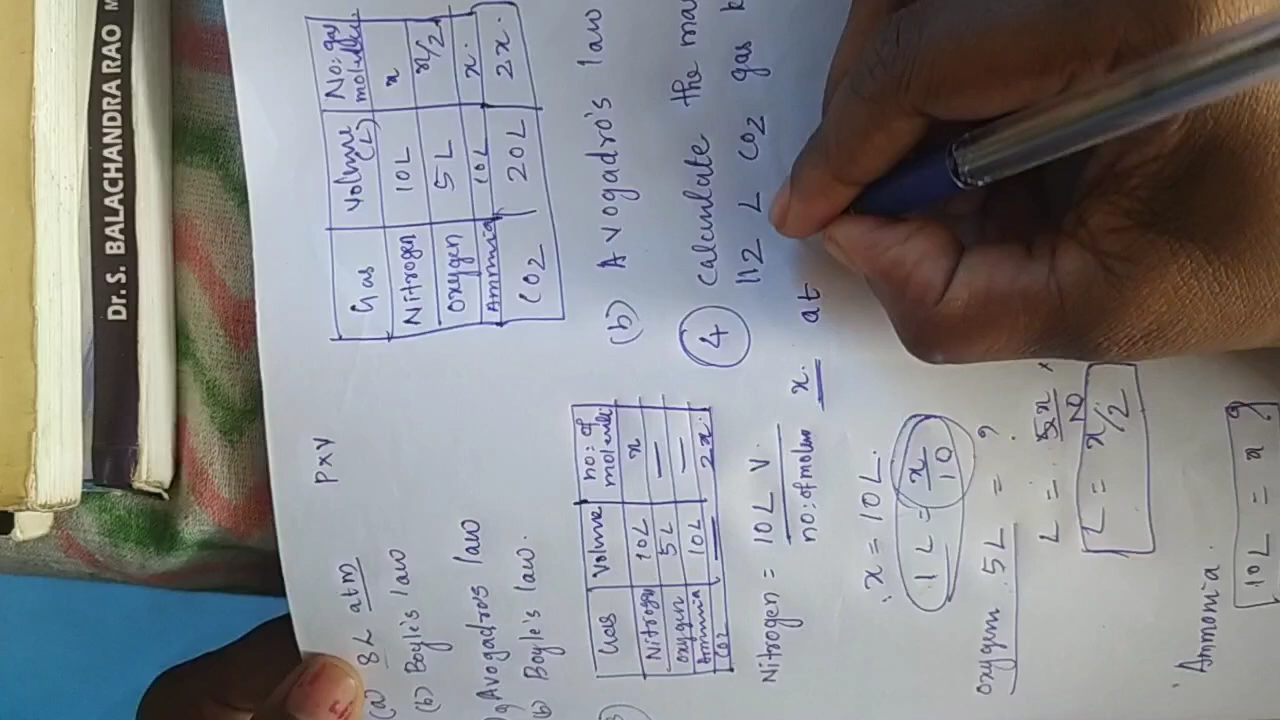 Dr. S. BALACHANDRA RAO
(a) 8L atm
PXV
(b) Boyle's law
Avogadro's law
(b) Boyle's law.
Gas Volume no: of molecules
Nitrogen 10L x
Oxygen 5L —
Ammonia 10L —
CO2 — 2x.
Nitrogen = 10L V
no: of molecules x.
x = 10L.
1L = x/10
Oxygen 5L = ?
L = 5x/10 x
L = x/2
Ammonia.
10L = x
Gas Volume (L) No: of molecules
Nitrogen 10L x
Oxygen 5L x/2
Ammonia 10L x.
CO2 20L 2x.
(b) Avogadro's law
4 Calculate the
112 L CO2 gas
at